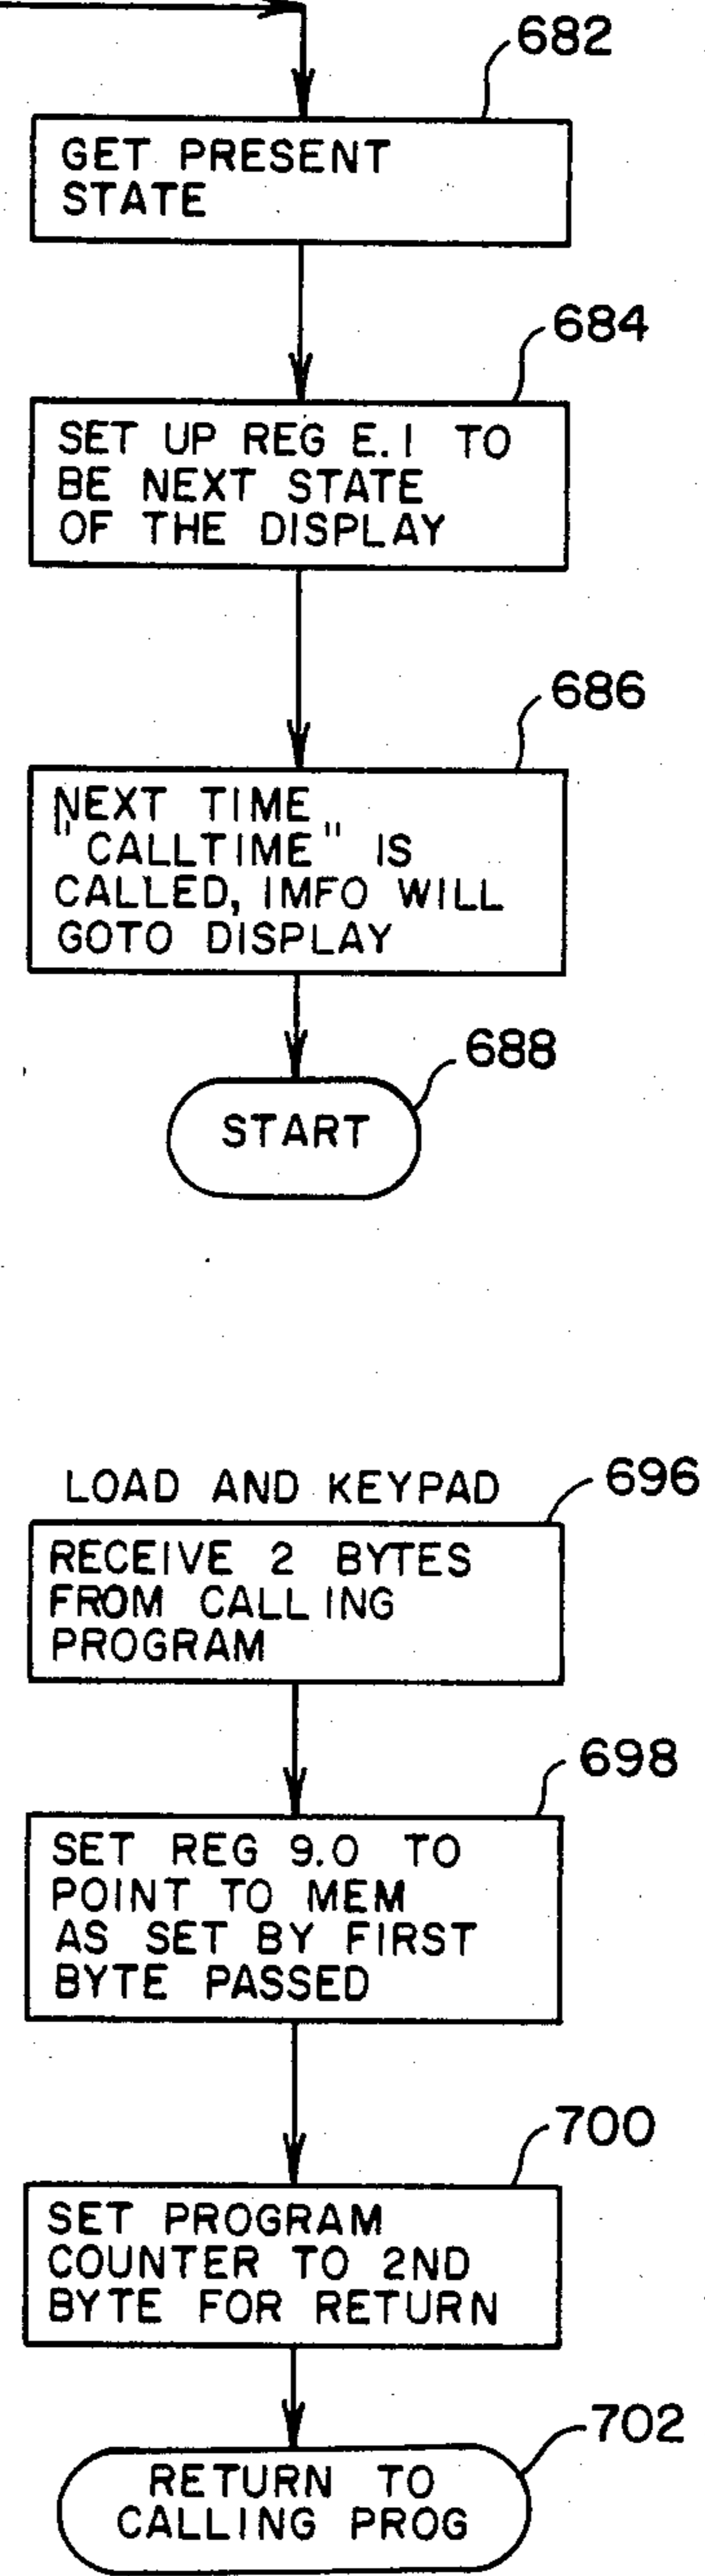 682
GET PRESENT
STATE
684
SET UP REG E.1 TO
BE NEXT STATE
OF THE DISPLAY
686
NEXT TIME
"CALLTIME" IS
CALLED, IMFO WILL
GOTO DISPLAY
688
START
LOAD AND KEYPAD
696
RECEIVE 2 BYTES
FROM CALLING
PROGRAM
698
SET REG 9.0 TO
POINT TO MEM
AS SET BY FIRST
BYTE PASSED
700
SET PROGRAM
COUNTER TO 2ND
BYTE FOR RETURN
702
RETURN TO
CALLING PROG